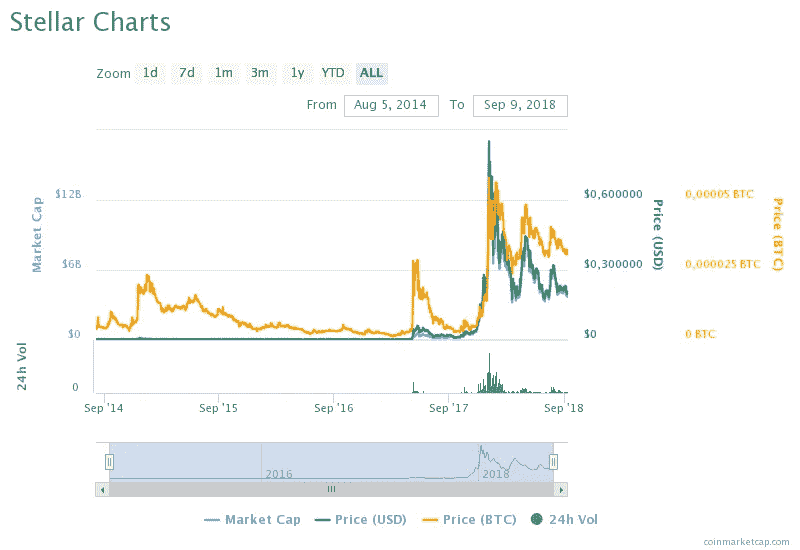 Stellar Charts
Zoom 1d 7d 1m 3m 1y YTD ALL
From Aug 5, 2014 To Sep 9, 2018
Market Cap
$12B
$6B
$0
$0,600000
$0,300000
$0
Price (USD)
0,00005 BTC
0,000025 BTC
0 BTC
Price (BTC)
24h Vol
0
Sep '14 Sep '15 Sep '16 Sep '17 Sep '18
2016 2018
Market Cap Price (USD) Price (BTC) 24h Vol
coinmarketcap.com